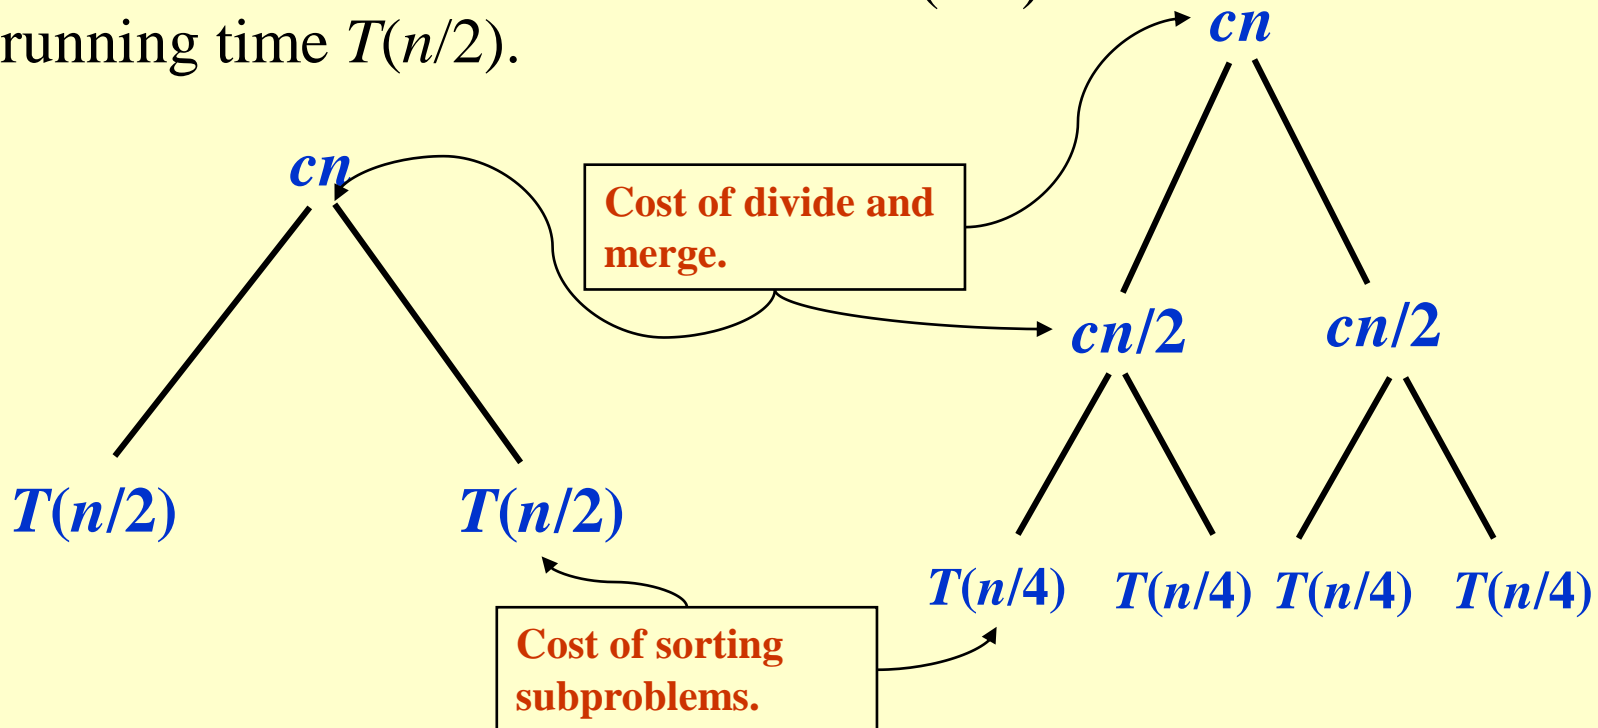 running time T(n/2).
cn
cn
Cost of divide and
merge.
cn/2
cn/2
T(n/2)
T(n/2)
T(n/4)
T(n/4)
T(n/4)
T(n/4)
Cost of sorting
subproblems.